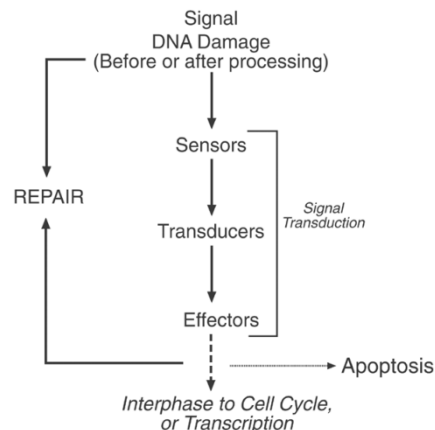 Signal
DNA Damage
(Before or after processing)
Sensors
REPAIR
Signal
Transduction
Transducers
Effectors
Apoptosis
Interphase to Cell Cycle,
or Transcription